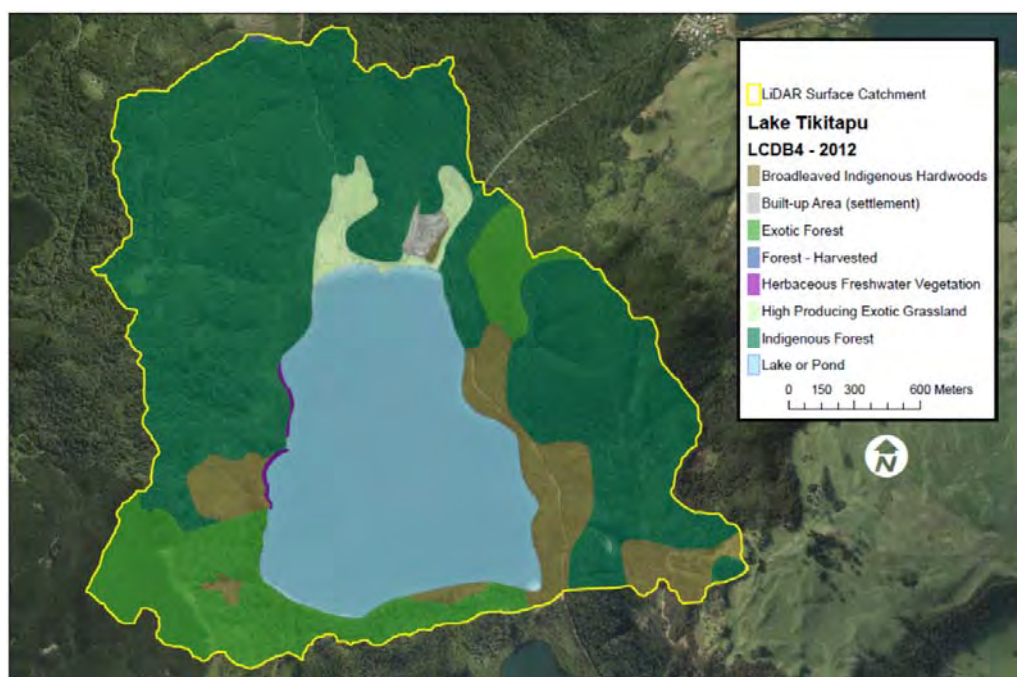 LiDAR Surface Catchment
Lake Tikitapu
LCDB4 - 2012
Broadleaved Indigenous Hardwoods
Built-up Area (settlement)
Exotic Forest
Forest - Harvested
Herbaceous Freshwater Vegetation
High Producing Exotic Grassland
Indigenous Forest
Lake or Pond
0 150 300 600 Meters
N